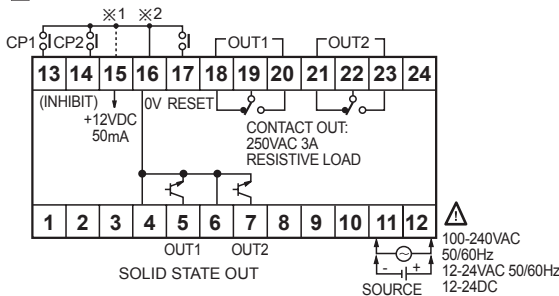 ※1 ※2
CP1 CP2 OUT1 OUT2
13 14 15 16 17 18 19 20 21 22 23 24
(INHIBIT) 0V RESET
+12VDC
50mA
CONTACT OUT:
250VAC 3A
RESISTIVE LOAD
1 2 3 4 5 6 7 8 9 10 11 12
OUT1 OUT2
SOLID STATE OUT
100-240VAC
50/60Hz
12-24VAC 50/60Hz
12-24DC
- +
SOURCE